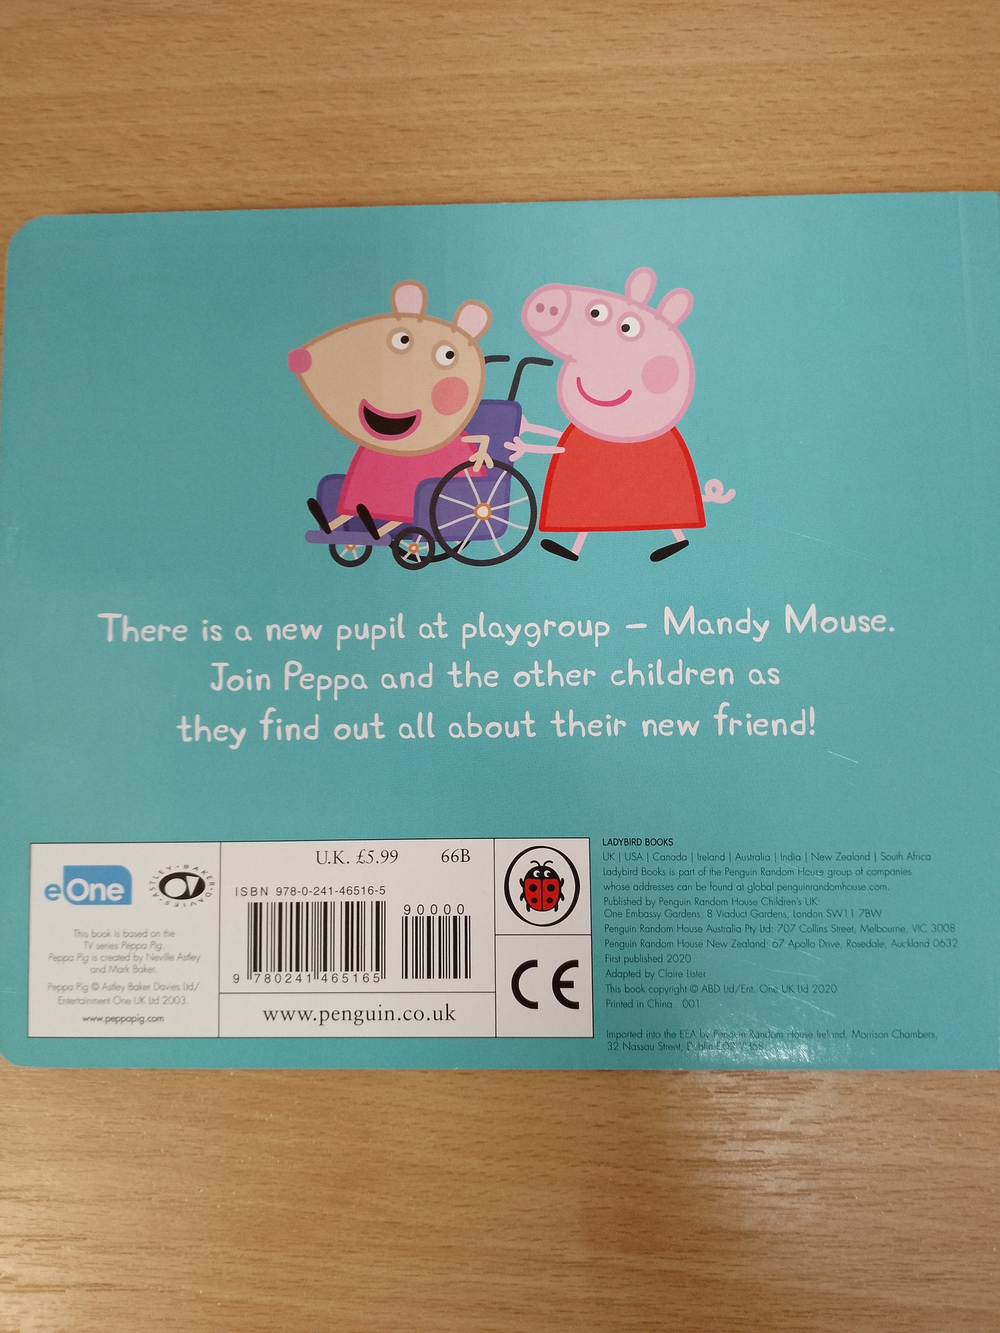 There is a new pupil at playgroup – Mandy Mouse.
Join Peppa and the other children as
they find out all about their new friend!
eOne
ASTLEY · BAKER · DAVIES ·
This book is based on the
TV series Peppa Pig.
Peppa Pig is created by Neville Astley
and Mark Baker.
Peppa Pig © Astley Baker Davies Ltd/
Entertainment One UK Ltd 2003.
www.peppapig.com
U.K. £5.99 66B
ISBN 978-0-241-46516-5
90000
9 780241 465165
www.penguin.co.uk
CE
LADYBIRD BOOKS
UK | USA | Canada | Ireland | Australia | India | New Zealand | South Africa
Ladybird Books is part of the Penguin Random House group of companies
whose addresses can be found at global.penguinrandomhouse.com.
Published by Penguin Random House Children's UK:
One Embassy Gardens, 8 Viaduct Gardens, London SW11 7BW
Penguin Random House Australia Pty Ltd: 707 Collins Street, Melbourne, VIC 3008
Penguin Random House New Zealand: 67 Apollo Drive, Rosedale, Auckland 0632
First published 2020
Adapted by Claire Lister
This book copyright © ABD Ltd/Ent. One UK Ltd 2020
Printed in China 001
Imported into the EEA by Penguin Random House Ireland, Morrison Chambers,
32 Nassau Street, Dublin